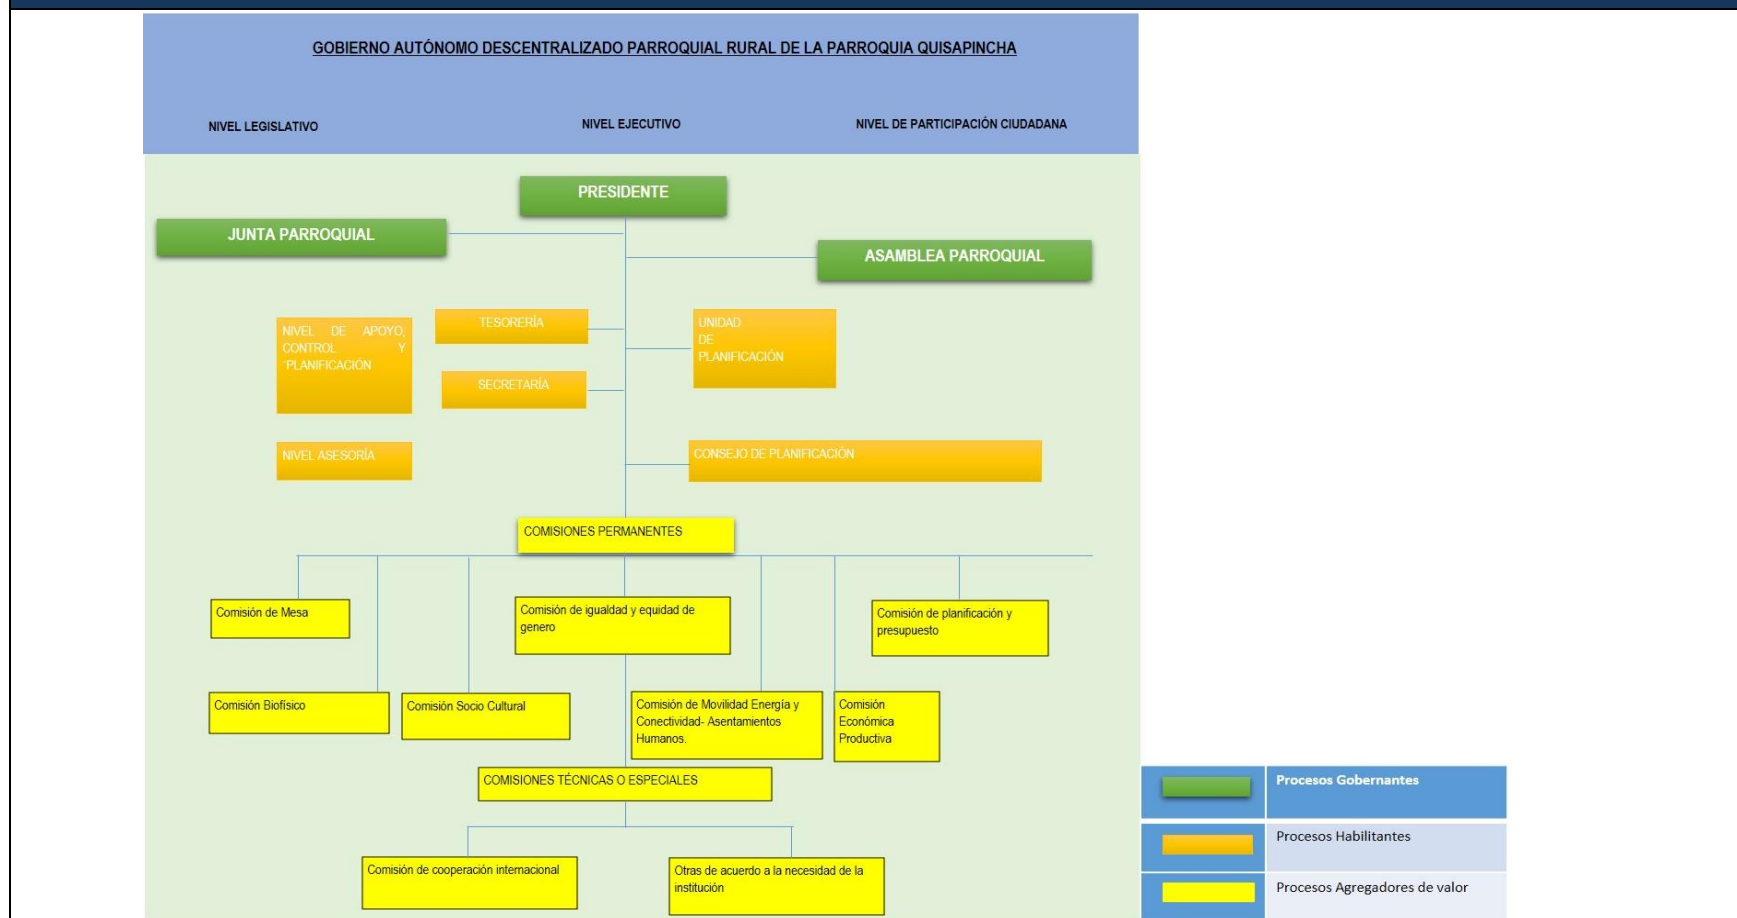 GOBIERNO AUTÓNOMO DESCENTRALIZADO PARROQUIAL RURAL DE LA PARROQUIA QUISAPINCHA
NIVEL LEGISLATIVO
NIVEL EJECUTIVO
NIVEL DE PARTICIPACIÓN CIUDADANA
PRESIDENTE
JUNTA PARROQUIAL
ASAMBLEA PARROQUIAL
NIVEL DE APOYO,
CONTROL Y
´PLANIFICACIÓN
TESORERÍA
UNIDAD
DE
PLANIFICACIÓN
SECRETARÍA
NIVEL ASESORÍA
CONSEJO DE PLANIFICACIÓN
COMISIONES PERMANENTES
Comisión de Mesa
Comisión de igualdad y equidad de
genero
Comisión de planificación y
presupuesto
Comisión Biofísico
Comisión Socio Cultural
Comisión de Movilidad Energía y
Conectividad- Asentamientos
Humanos.
Comisión
Económica
Productiva
COMISIONES TÉCNICAS O ESPECIALES
Comisión de cooperación internacional
Otras de acuerdo a la necesidad de la
institución
Procesos Gobernantes
Procesos Habilitantes
Procesos Agregadores de valor